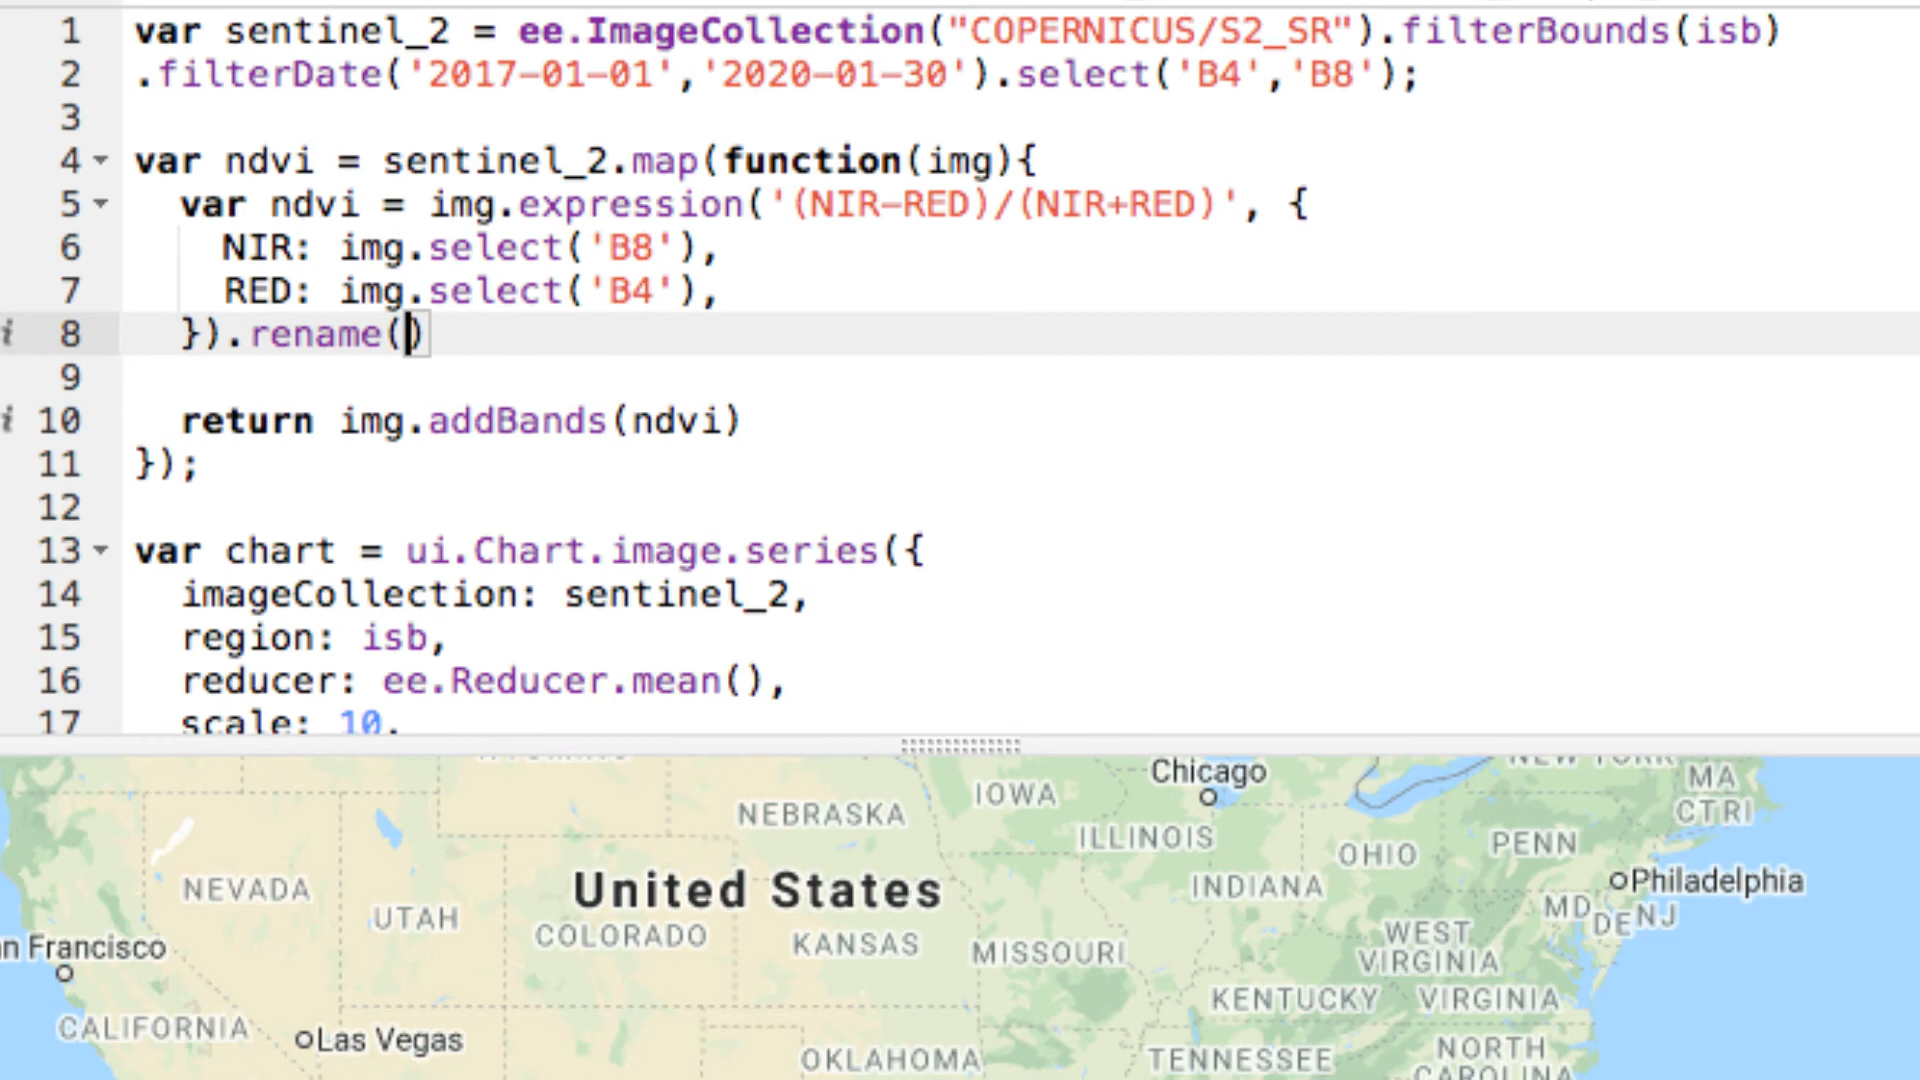 1 var sentinel_2 = ee.ImageCollection("COPERNICUS/S2_SR").filterBounds(isb)
2 .filterDate('2017-01-01','2020-01-30').select('B4','B8');
3
4 var ndvi = sentinel_2.map(function(img){
5 var ndvi = img.expression('(NIR-RED)/(NIR+RED)', {
6 NIR: img.select('B8'),
7 RED: img.select('B4'),
i 8 }).rename()
9
i 10 return img.addBands(ndvi)
11 });
12
13 var chart = ui.Chart.image.series({
14 imageCollection: sentinel_2,
15 region: isb,
16 reducer: ee.Reducer.mean(),
17 scale: 10,
NEW YORK
Chicago
MA
IOWA
NEBRASKA
CT RI
ILLINOIS
PENN
OHIO
Philadelphia
NEVADA
United States
INDIANA
MD
DE NJ
UTAH
COLORADO
KANSAS
MISSOURI
WEST
VIRGINIA
n Francisco
KENTUCKY
VIRGINIA
CALIFORNIA
Las Vegas
OKLAHOMA
TENNESSEE
NORTH
CAROLINA